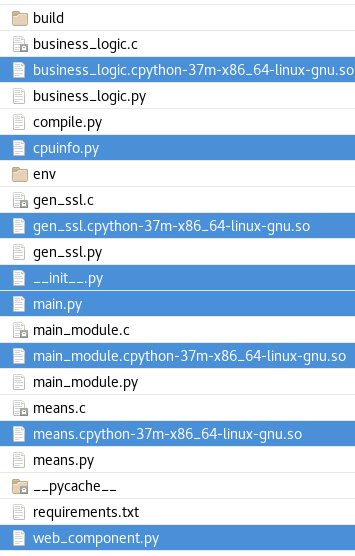 build
business_logic.c
business_logic.cpython-37m-x86_64-linux-gnu.so
business_logic.py
compile.py
cpuinfo.py
env
gen_ssl.c
gen_ssl.cpython-37m-x86_64-linux-gnu.so
gen_ssl.py
__init__.py
main.py
main_module.c
main_module.cpython-37m-x86_64-linux-gnu.so
main_module.py
means.c
means.cpython-37m-x86_64-linux-gnu.so
means.py
__pycache__
requirements.txt
web_component.py